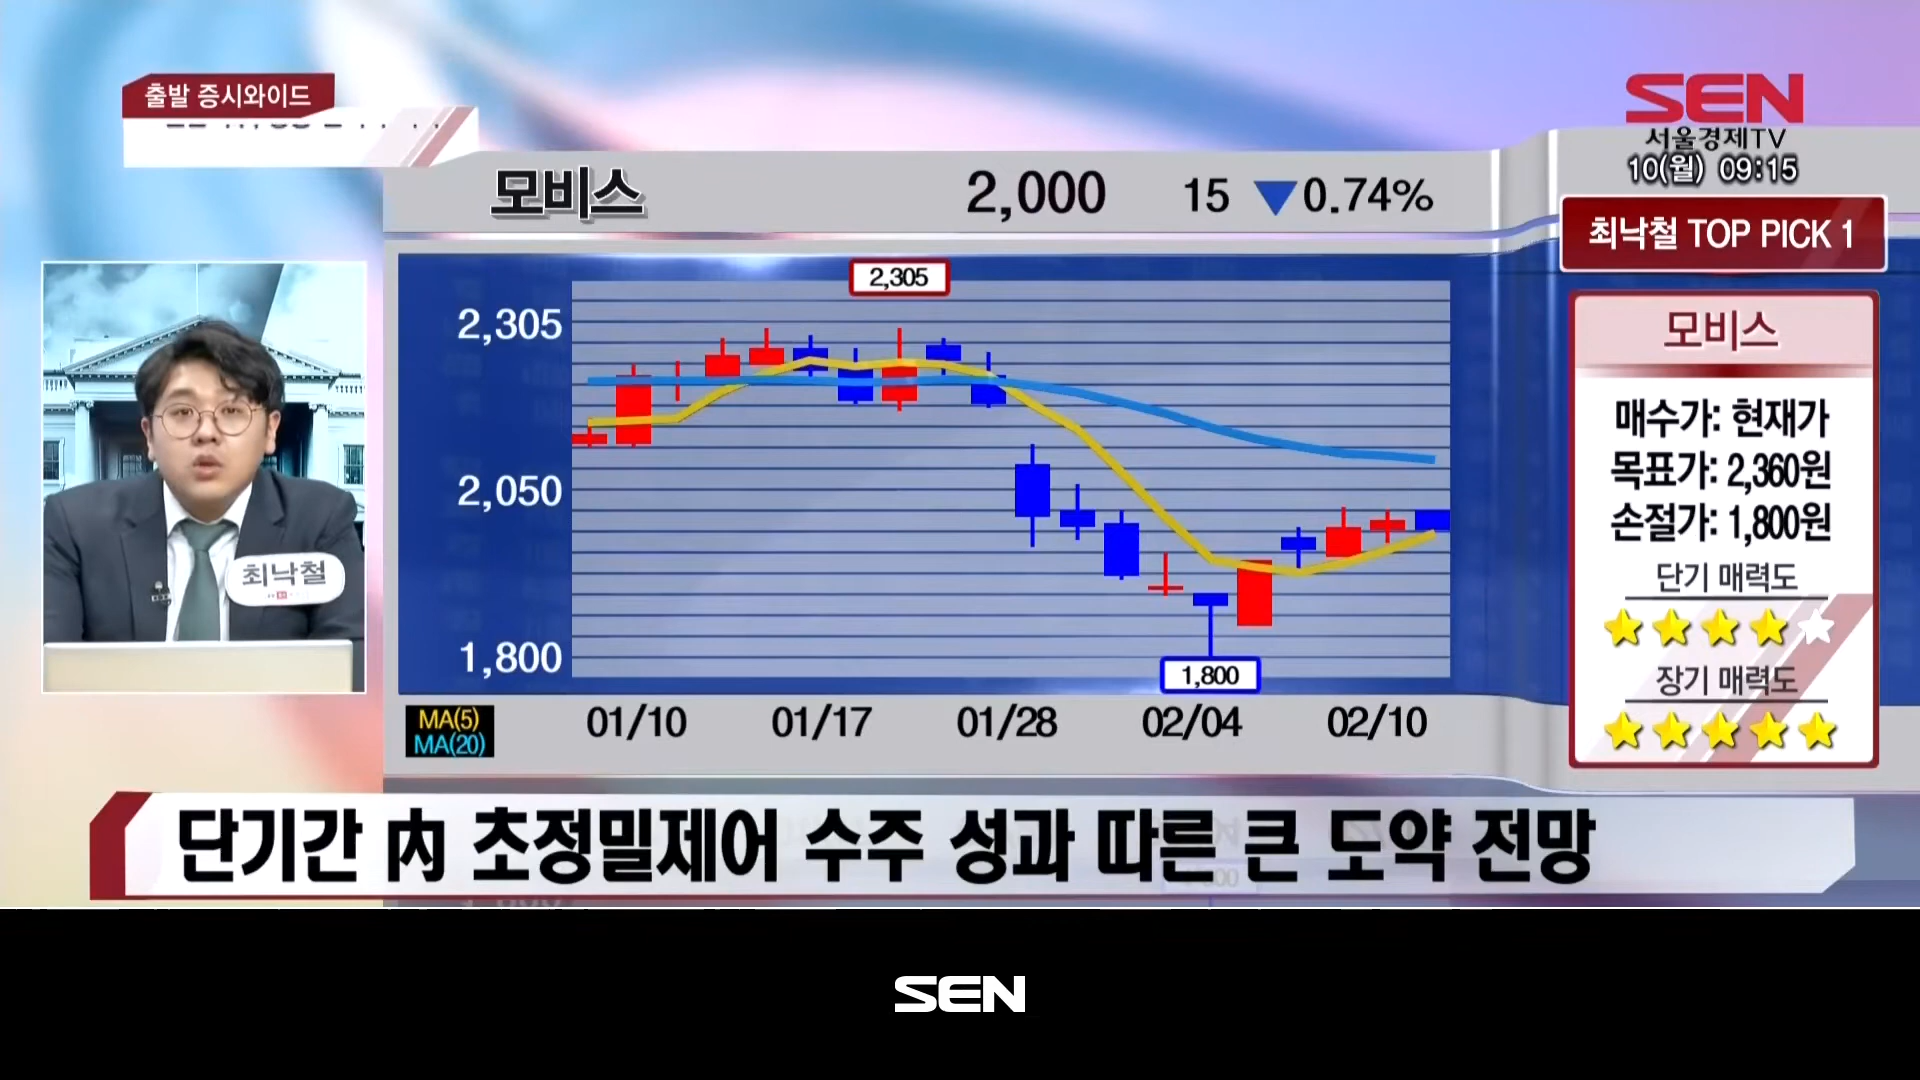 출발 증시와이드
SEN
서울경제TV
10(월) 09:15
모비스
2,000
15 ▼0.74%
최낙철 TOP PICK 1
2,305
2,305
2,050
1,800
1,800
MA(5)
MA(20)
01/10
01/17
01/28
02/04
02/10
모비스
매수가: 현재가
목표가: 2,360원
손절가: 1,800원
단기 매력도
장기 매력도
최낙철
단기간 內 초정밀제어 수주 성과 따른 큰 도약 전망
SEN